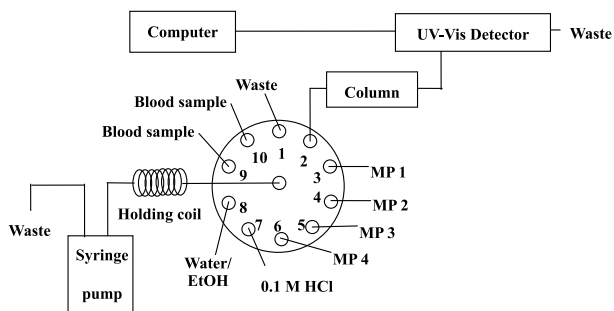 Computer
UV-Vis Detector
Waste
Column
Waste
Blood sample
Blood sample
1
2
10
9
3
MP 1
4
MP 2
8
7
6
5
MP 3
MP 4
Holding coil
Waste
Water/
EtOH
0.1 M HCl
Syringe
pump